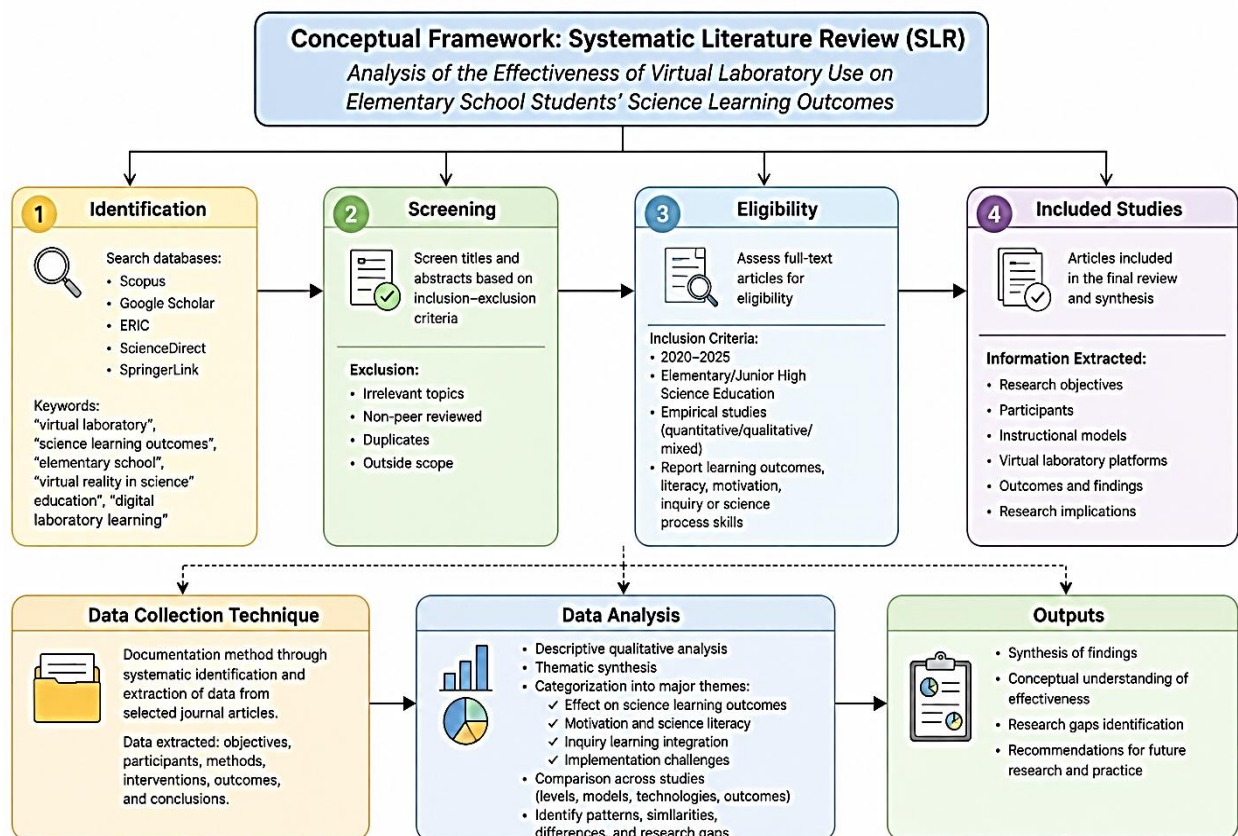 Conceptual Framework: Systematic Literature Review (SLR)
Analysis of the Effectiveness of Virtual Laboratory Use on
Elementary School Students' Science Learning Outcomes
1 Identification
Search databases:
• Scopus
• Google Scholar
• ERIC
• ScienceDirect
• SpringerLink
Keywords:
"virtual laboratory",
"science learning outcomes",
"elementary school",
"virtual reality in science"
education", "digital
laboratory learning"
2 Screening
Screen titles and
abstracts based on
inclusion–exclusion
criteria
Exclusion:
• Irrelevant topics
• Non-peer reviewed
• Duplicates
• Outside scope
3 Eligibility
Assess full-text
articles for
eligibility
Inclusion Criteria:
• 2020–2025
• Elementary/Junior High
Science Education
• Empirical studies
(quantitative/qualitative/
mixed)
• Report learning outcomes,
literacy, motivation,
inquiry or science
process skills
4 Included Studies
Articles included
in the final review
and synthesis
Information Extracted:
• Research objectives
• Participants
• Instructional models
• Virtual laboratory platforms
• Outcomes and findings
• Research implications
Data Collection Technique
Documentation method through
systematic identification and
extraction of data from
selected journal articles.
Data extracted: objectives,
participants, methods,
interventions, outcomes,
and conclusions.
Data Analysis
• Descriptive qualitative analysis
• Thematic synthesis
• Categorization into major themes:
✓ Effect on science learning outcomes
✓ Motivation and science literacy
✓ Inquiry learning integration
✓ Implementation challenges
• Comparison across studies
(levels, models, technologies, outcomes)
• Identify patterns, similarities,
differences, and research gaps
Outputs
• Synthesis of findings
• Conceptual understanding of
effectiveness
• Research gaps identification
• Recommendations for future
research and practice